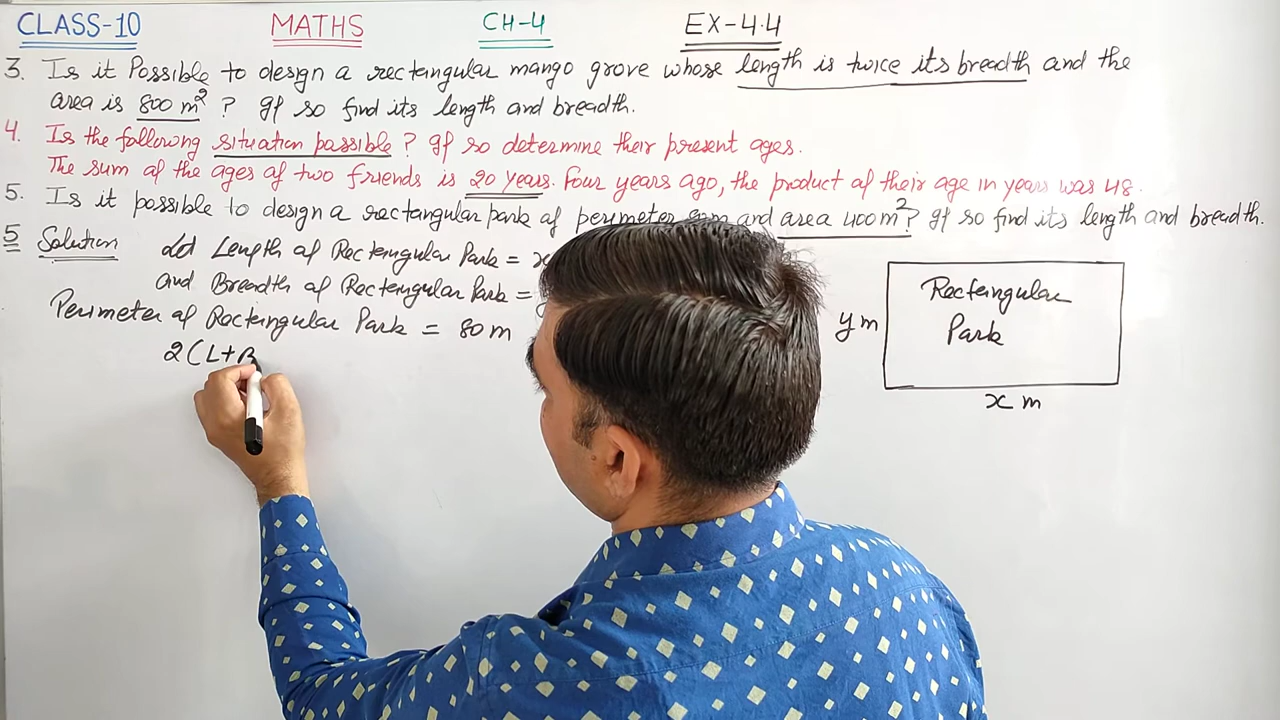 CLASS-10 MATHS CH-4 EX-4.4
3. Is it Possible to design a rectangular mango grove whose length is twice its breadth and the
area is 800 m² ? If so find its length and breadth.
4. Is the following situation possible ? If so determine their present ages.
The sum of the ages of two friends is 20 years. Four years ago, the product of their age in years was 48.
5. Is it possible to design a rectangular park of perimeter 80m and area 400m²? If so find its length and breadth.
5 Solution Let Length of Rectangular Park = x
and Breadth of Rectangular Park = y
Perimeter of Rectangular Park = 80 m
2(L+B
Rectangular
Park
y m
x m